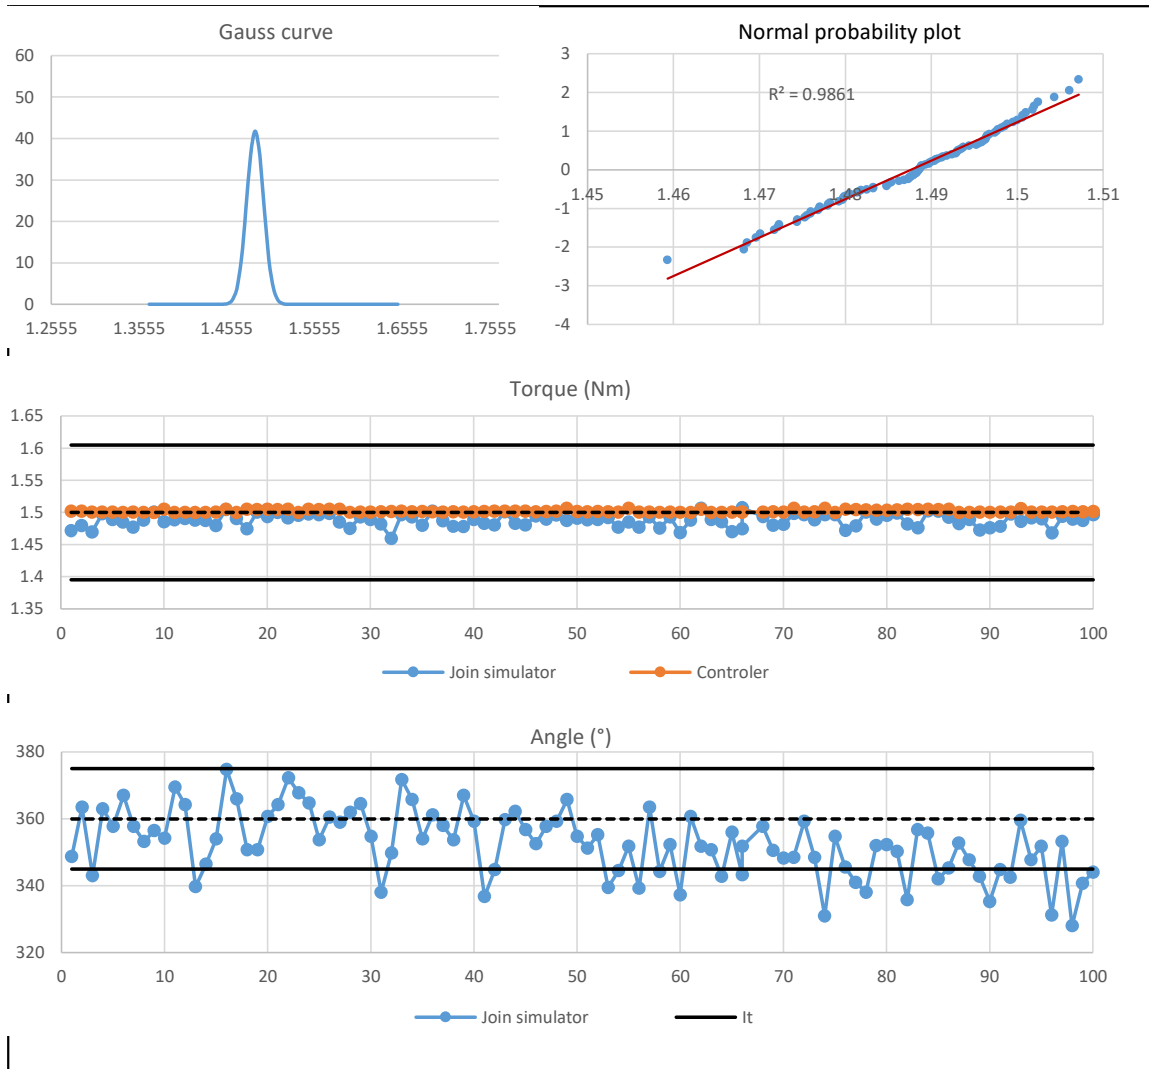 Gauss curve
60
50
40
30
20
10
0
1.2555 1.3555 1.4555 1.5555 1.6555 1.7555
Normal probability plot
R² = 0.9861
3
2
1
0
-1
-2
-3
-4
1.45 1.46 1.47 1.48 1.49 1.5 1.51
Torque (Nm)
1.65
1.6
1.55
1.5
1.45
1.4
1.35
0 10 20 30 40 50 60 70 80 90 100
Join simulator Controler
Angle (°)
380
360
340
320
0 10 20 30 40 50 60 70 80 90 100
Join simulator It